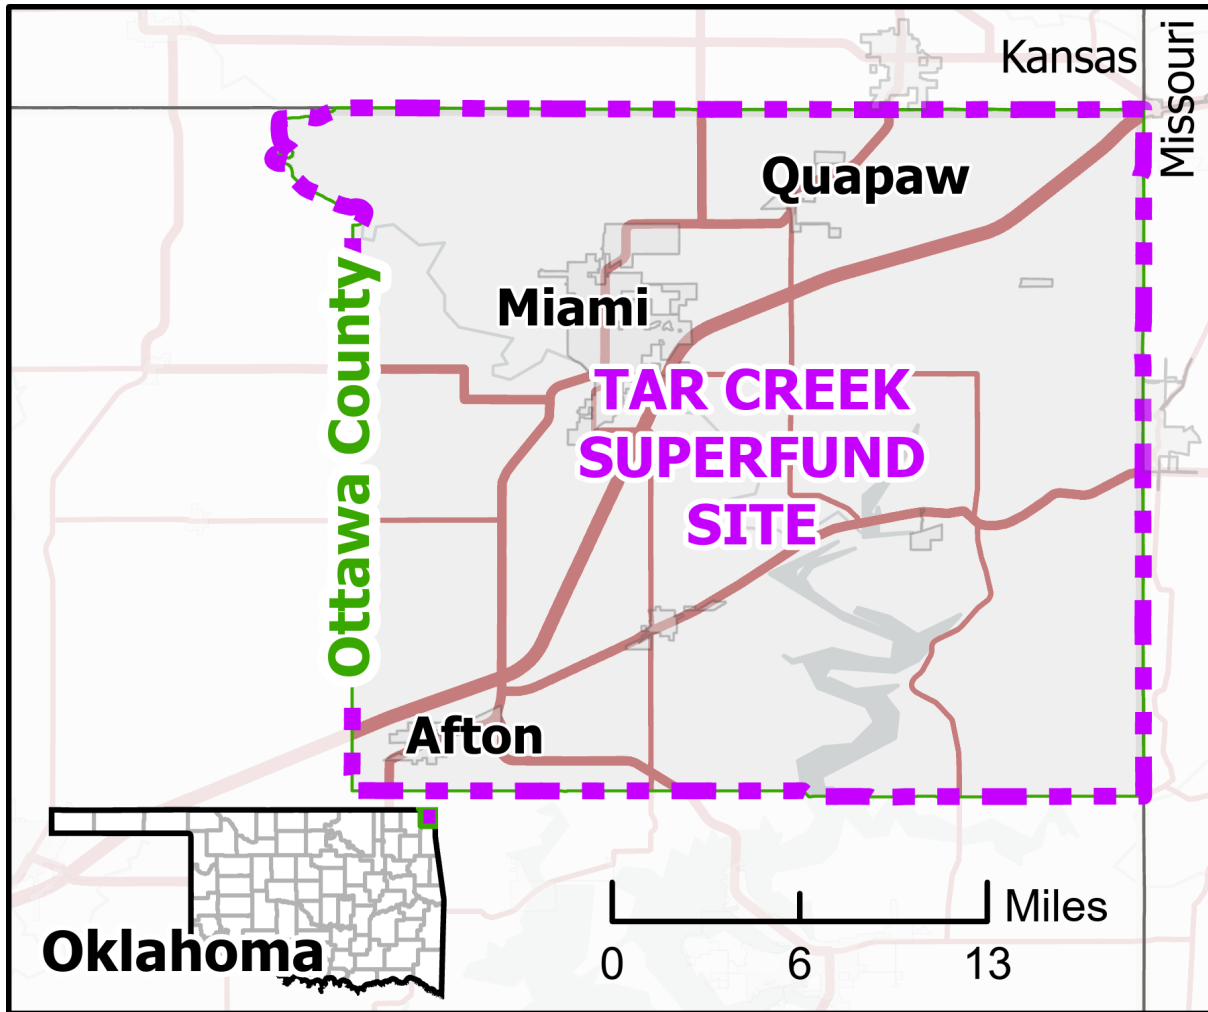 Kansas
Missouri
Quapaw
Miami
Ottawa County
TAR CREEK
SUPERFUND
SITE
Afton
Oklahoma
Miles
0 6 13